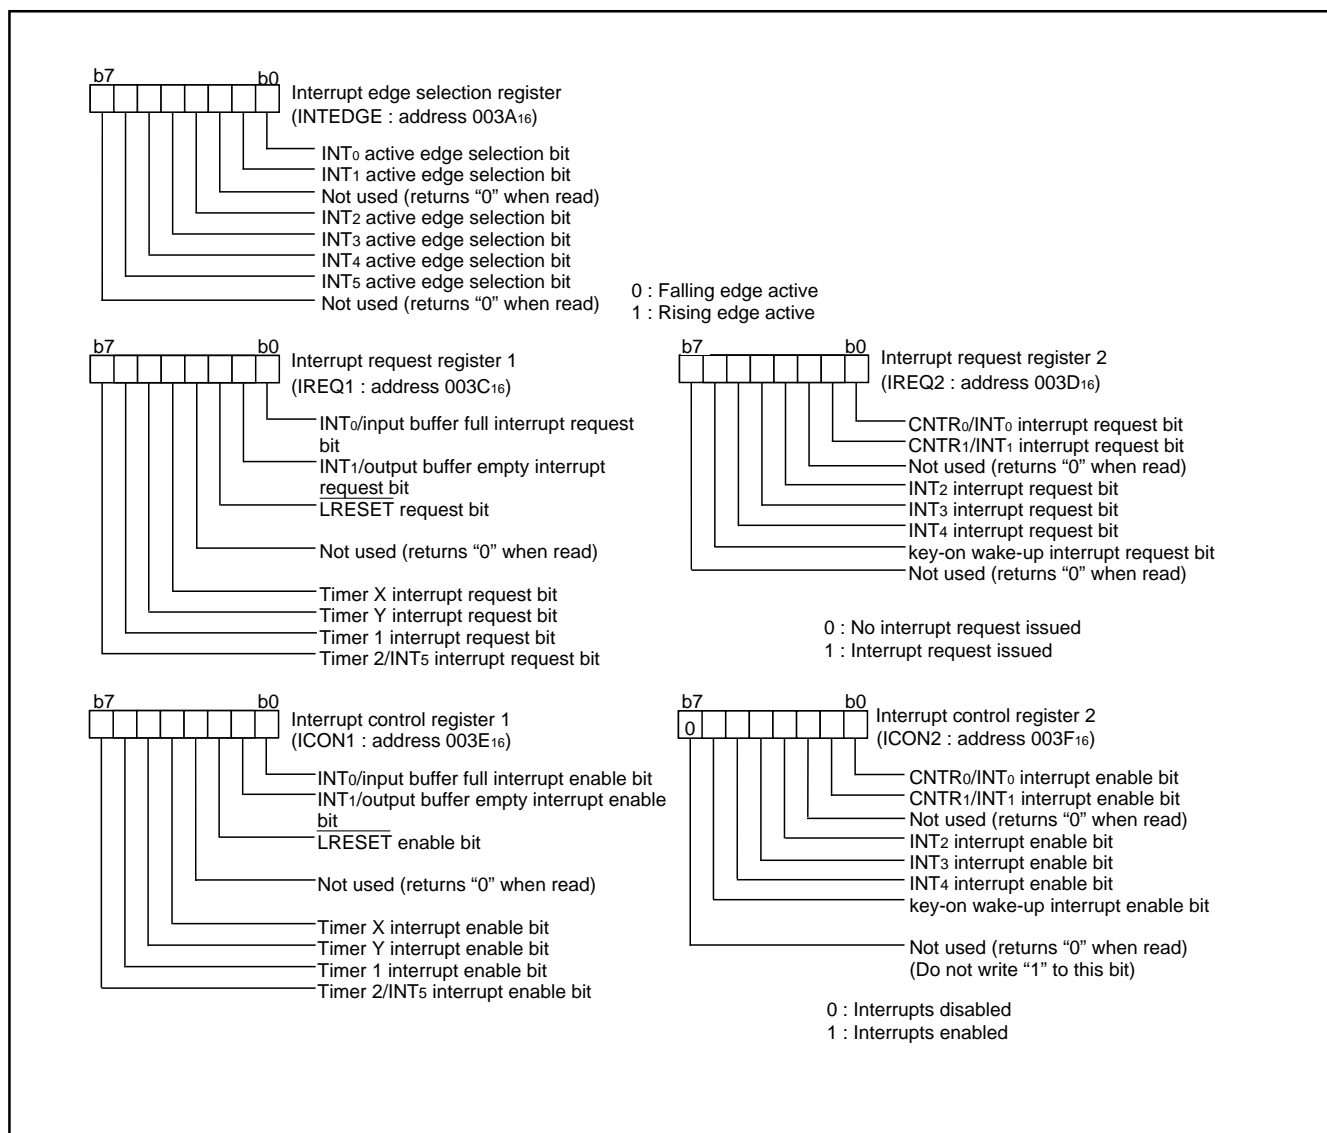 b7 b0
Interrupt edge selection register
(INTEDGE : address 003A16)
INT0 active edge selection bit
INT1 active edge selection bit
Not used (returns “0” when read)
INT2 active edge selection bit
INT3 active edge selection bit
INT4 active edge selection bit
INT5 active edge selection bit
Not used (returns “0” when read)
0 : Falling edge active
1 : Rising edge active
b7 b0
Interrupt request register 1
(IREQ1 : address 003C16)
INT0/input buffer full interrupt request
bit
INT1/output buffer empty interrupt
request bit
LRESET request bit
Not used (returns “0” when read)
Timer X interrupt request bit
Timer Y interrupt request bit
Timer 1 interrupt request bit
Timer 2/INT5 interrupt request bit
b7 b0
Interrupt request register 2
(IREQ2 : address 003D16)
CNTR0/INT0 interrupt request bit
CNTR1/INT1 interrupt request bit
Not used (returns “0” when read)
INT2 interrupt request bit
INT3 interrupt request bit
INT4 interrupt request bit
key-on wake-up interrupt request bit
Not used (returns “0” when read)
0 : No interrupt request issued
1 : Interrupt request issued
b7 b0
Interrupt control register 1
(ICON1 : address 003E16)
INT0/input buffer full interrupt enable bit
INT1/output buffer empty interrupt enable
bit
LRESET enable bit
Not used (returns “0” when read)
Timer X interrupt enable bit
Timer Y interrupt enable bit
Timer 1 interrupt enable bit
Timer 2/INT5 interrupt enable bit
b7 b0
0
Interrupt control register 2
(ICON2 : address 003F16)
CNTR0/INT0 interrupt enable bit
CNTR1/INT1 interrupt enable bit
Not used (returns “0” when read)
INT2 interrupt enable bit
INT3 interrupt enable bit
INT4 interrupt enable bit
key-on wake-up interrupt enable bit
Not used (returns “0” when read)
(Do not write “1” to this bit)
0 : Interrupts disabled
1 : Interrupts enabled